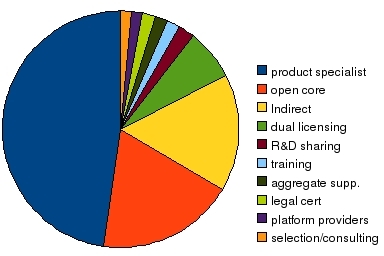 product specialist
open core
Indirect
dual licensing
R&D sharing
training
aggregate supp.
legal cert
platform providers
selection/consulting